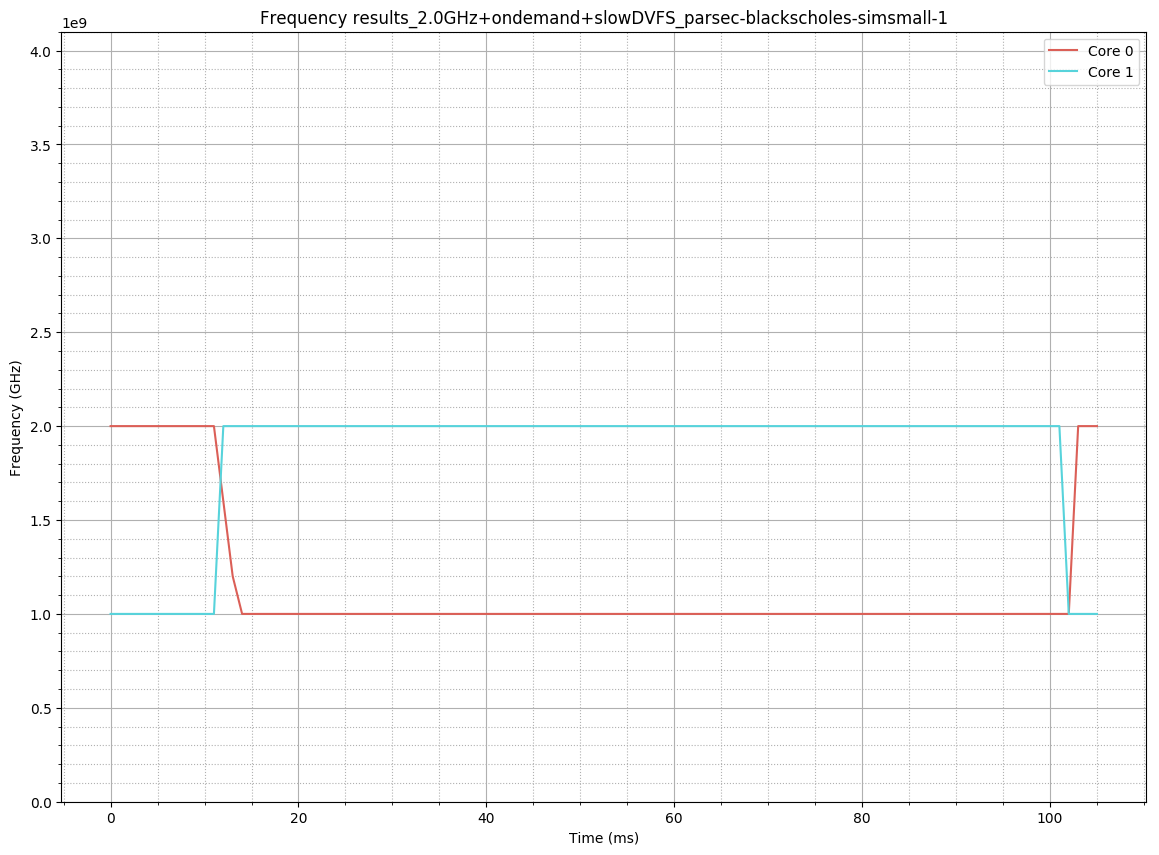 Frequency results_2.0GHz+ondemand+slowDVFS_parsec-blackscholes-simsmall-1
1e9
Core 0
Core 1
4.0
3.5
3.0
2.5
2.0
1.5
1.0
0.5
0.0
Frequency (GHz)
0 20 40 60 80 100
Time (ms)